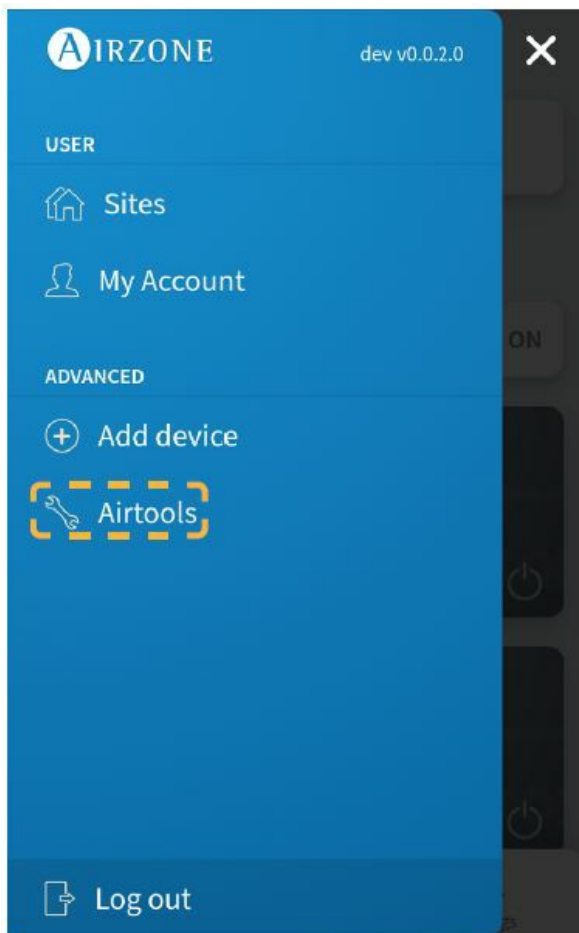 AIRZONE
dev v0.0.2.0
USER
Sites
My Account
ON
ADVANCED
Add device
Airtools
Log out